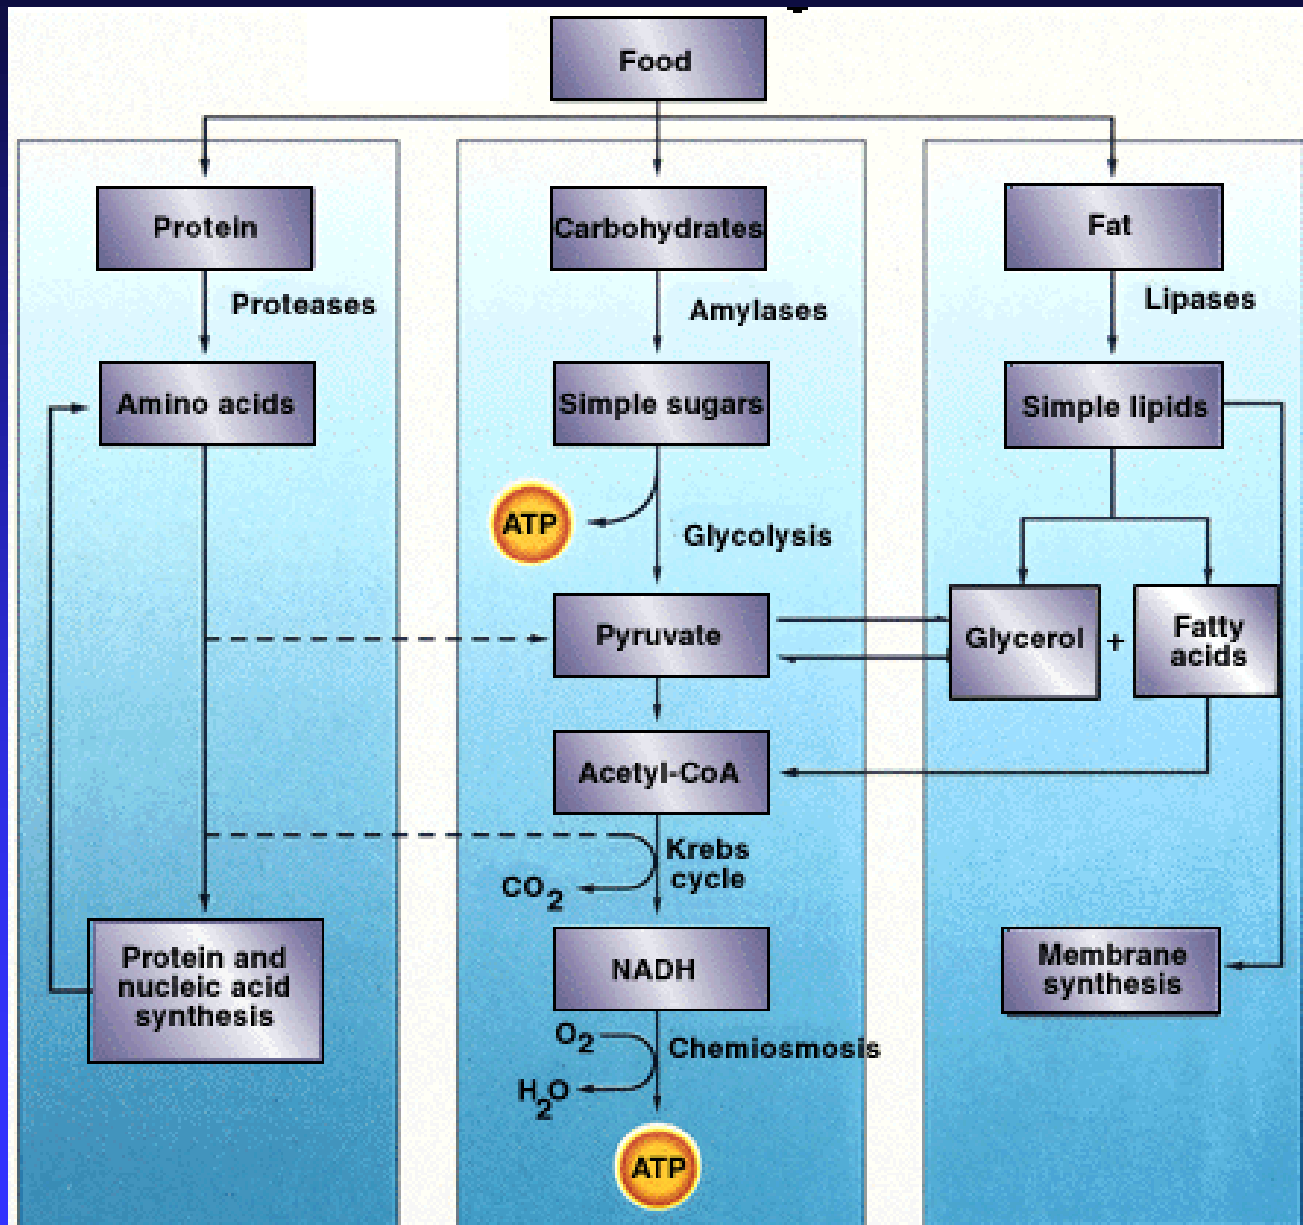 Food
Protein
Carbohydrates
Fat
Proteases
Amylases
Lipases
Amino acids
Simple sugars
Simple lipids
ATP
Glycolysis
Pyruvate
Glycerol
+
Fatty
acids
Acetyl-CoA
Krebs
cycle
CO2
Protein and
nucleic acid
synthesis
NADH
Membrane
synthesis
O2
Chemiosmosis
H2O
ATP